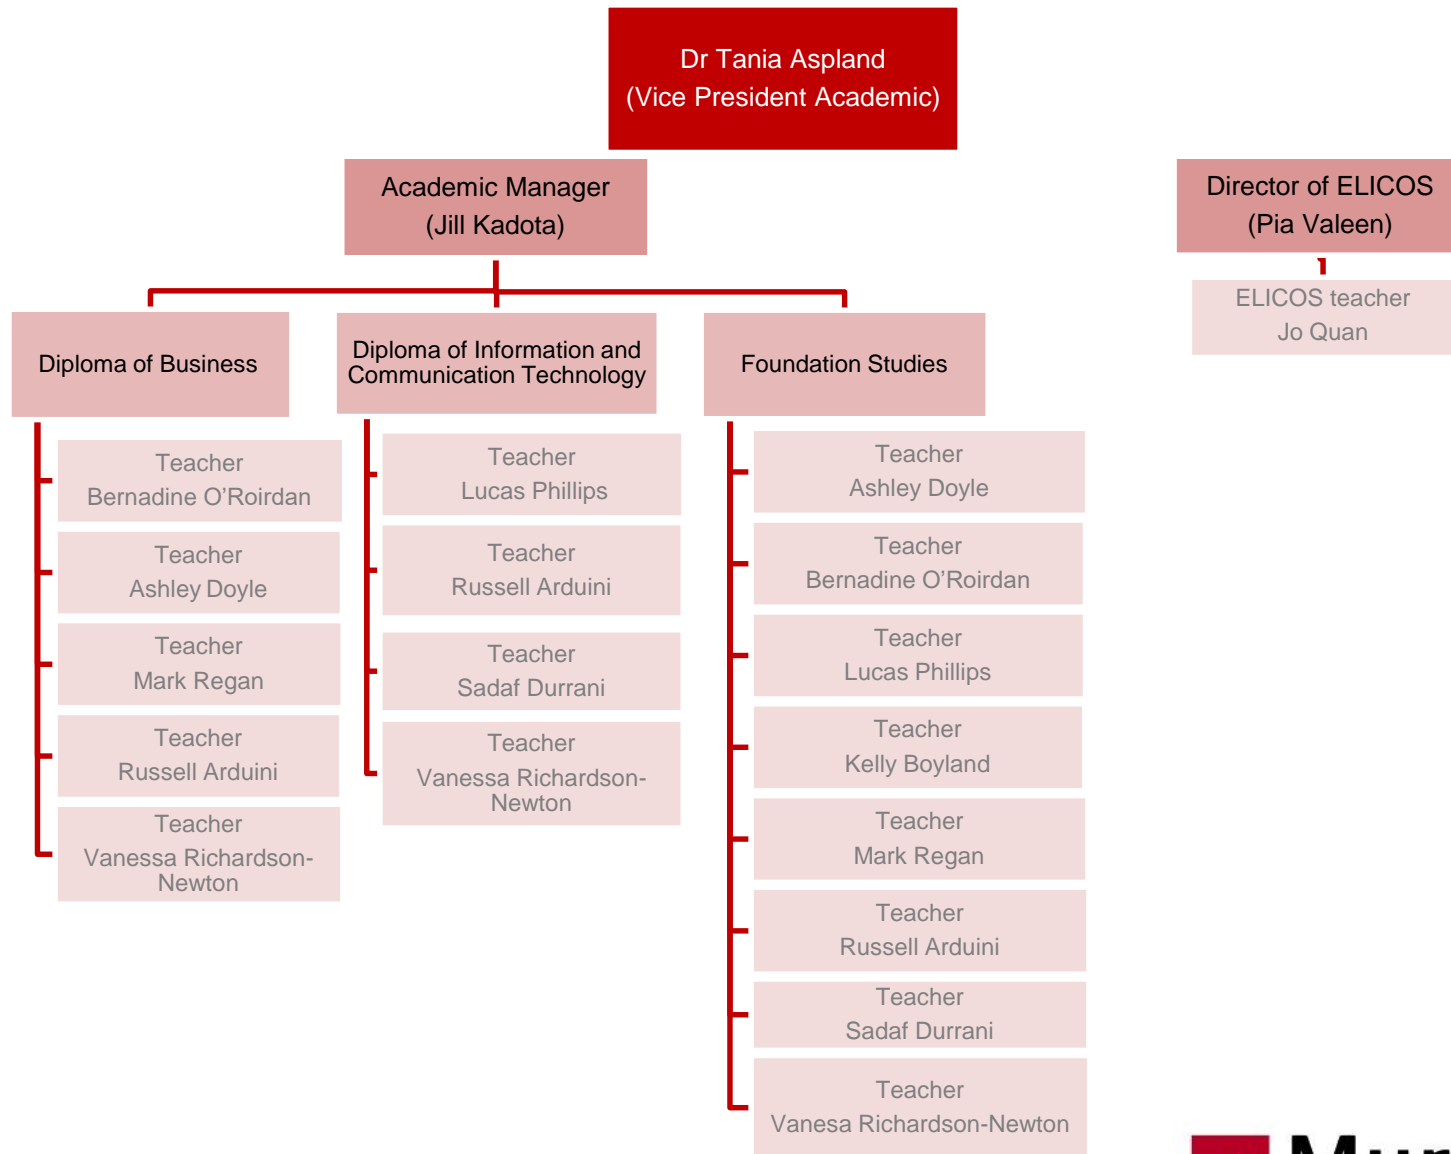 Dr Tania Aspland
(Vice President Academic)
Academic Manager
(Jill Kadota)
Director of ELICOS
(Pia Valeen)
ELICOS teacher
Jo Quan
Diploma of Business
Diploma of Information and
Communication Technology
Foundation Studies
Teacher
Bernadine O’Roirdan
Teacher
Ashley Doyle
Teacher
Mark Regan
Teacher
Russell Arduini
Teacher
Vanessa Richardson-
Newton
Teacher
Lucas Phillips
Teacher
Russell Arduini
Teacher
Sadaf Durrani
Teacher
Vanessa Richardson-
Newton
Teacher
Ashley Doyle
Teacher
Bernadine O’Roirdan
Teacher
Lucas Phillips
Teacher
Kelly Boyland
Teacher
Mark Regan
Teacher
Russell Arduini
Teacher
Sadaf Durrani
Teacher
Vanesa Richardson-Newton